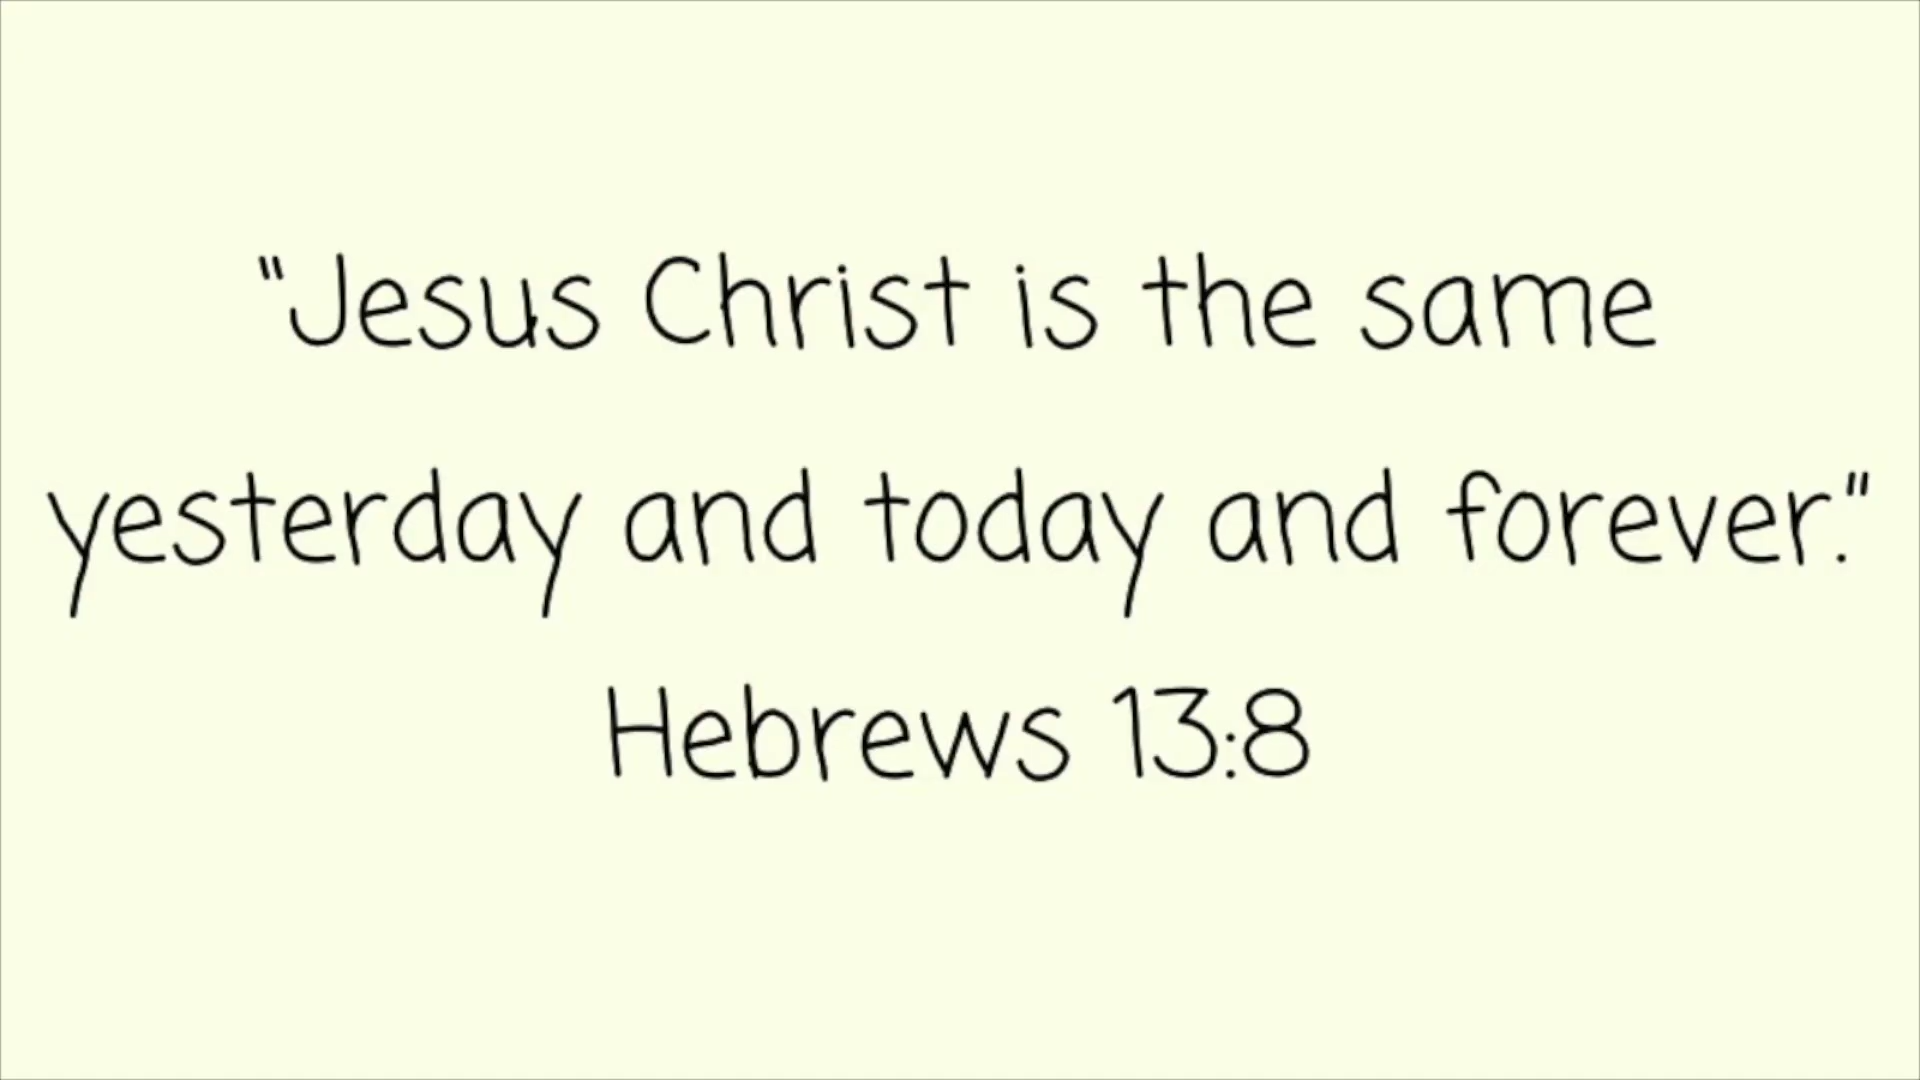 "Jesus Christ is the same
yesterday and today and forever."
Hebrews 13:8